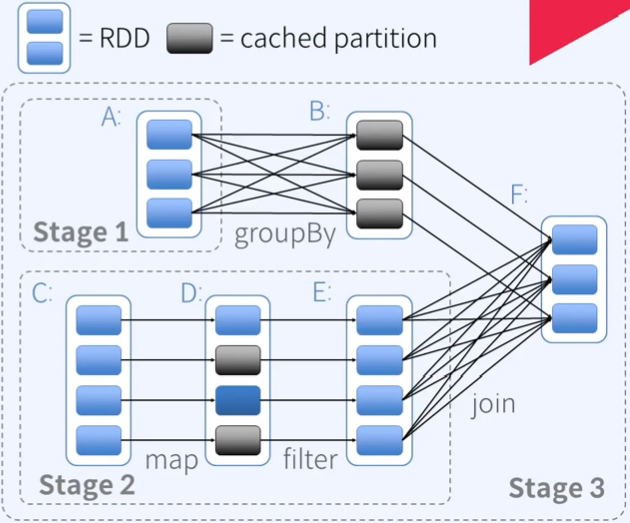 = RDD
= cached partition
A:
B:
F:
Stage 1
groupBy
C:
D:
E:
join
map
filter
Stage 2
Stage 3